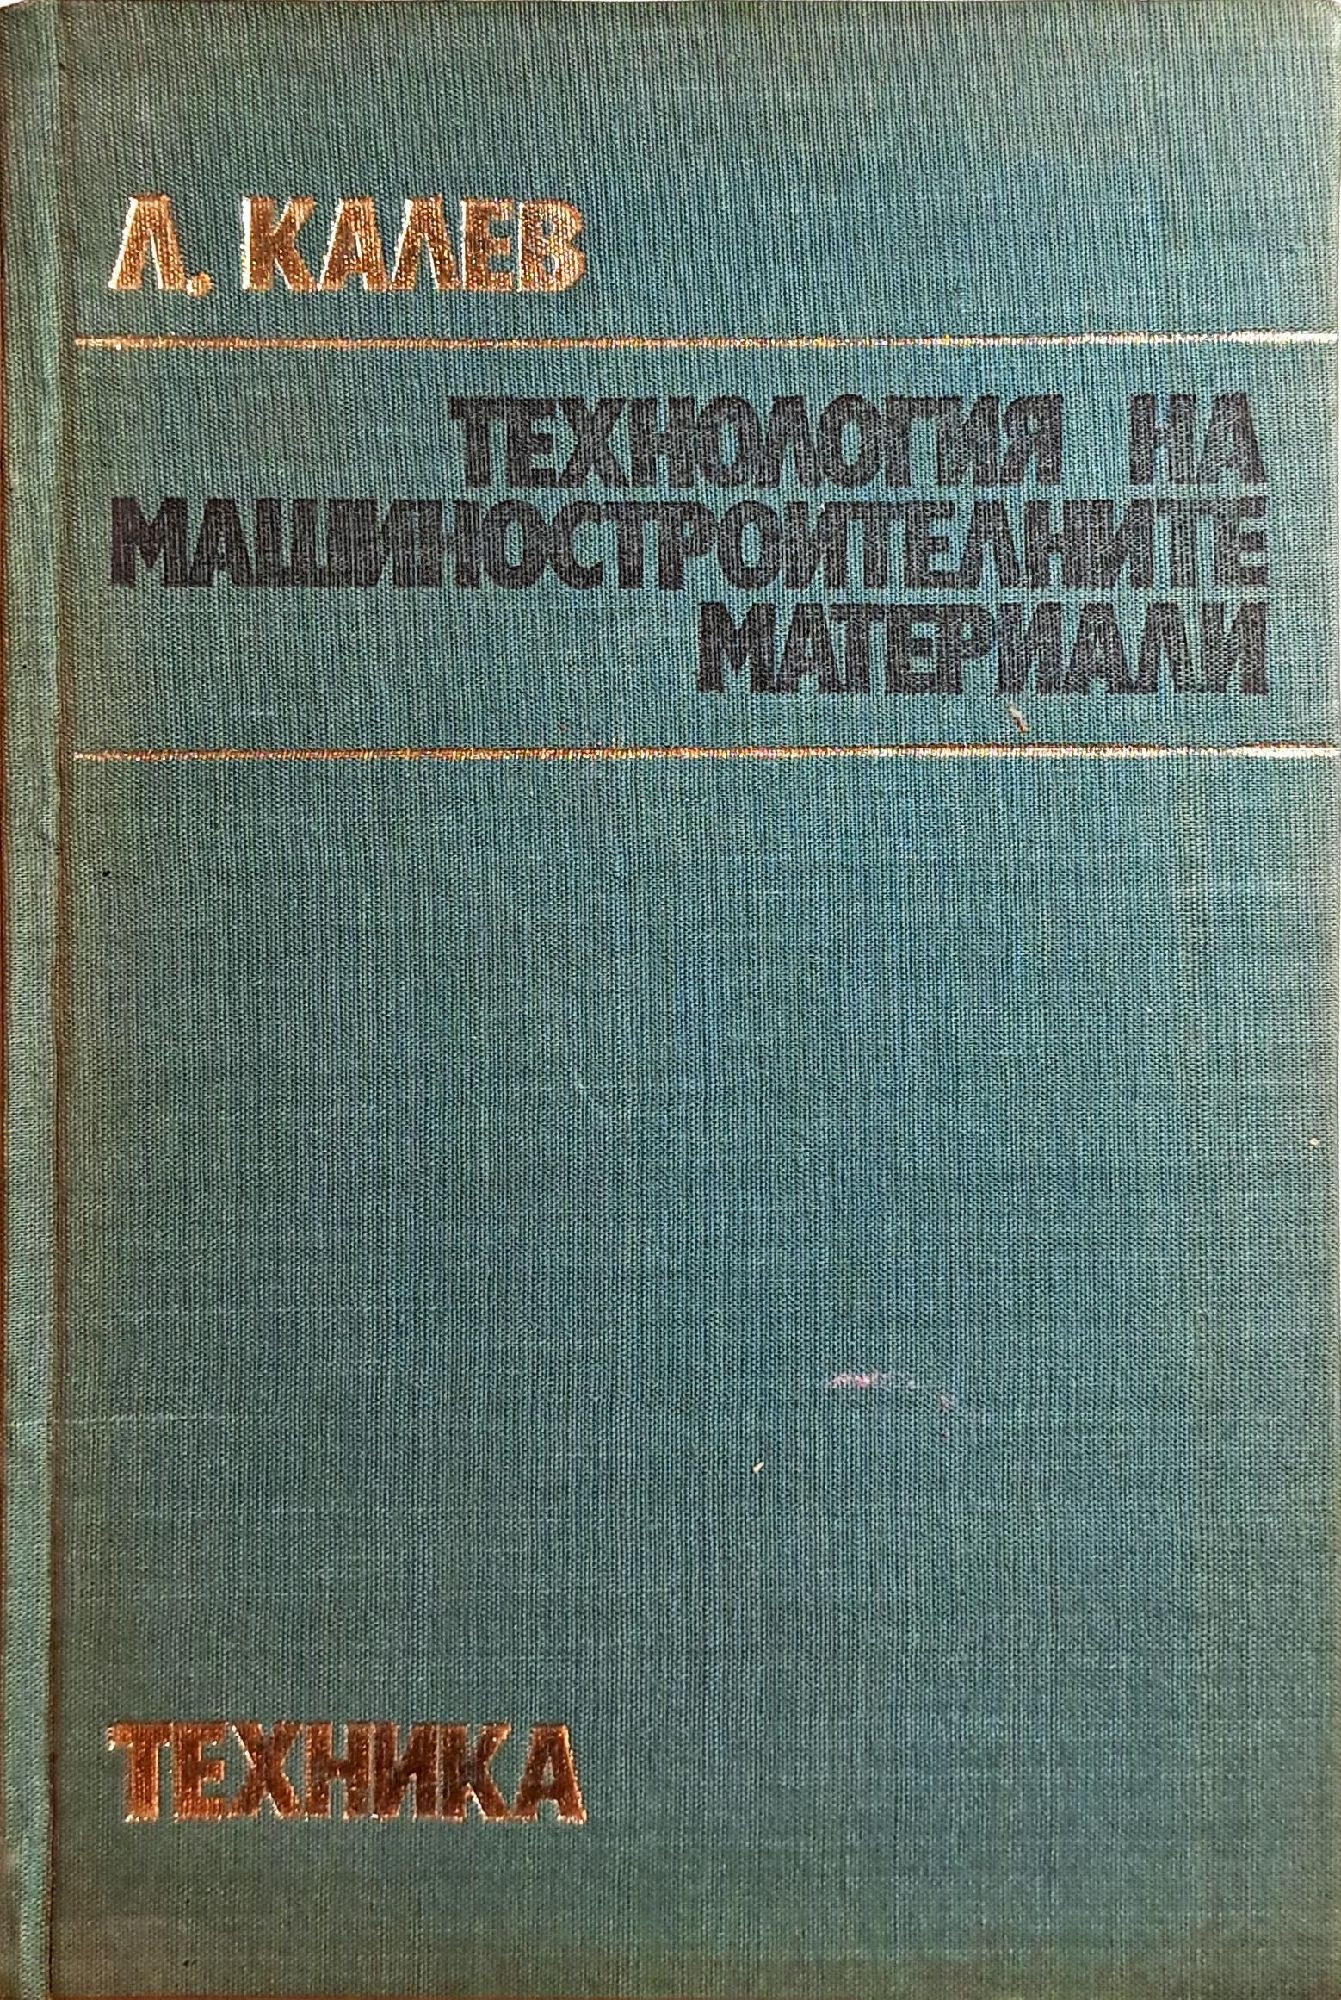 Л. КАЛЕВ
ТЕХНОЛОГИЯ НА
МАШИНОСТРОИТЕЛНИТЕ
МАТЕРИАЛИ
ТЕХНИКА